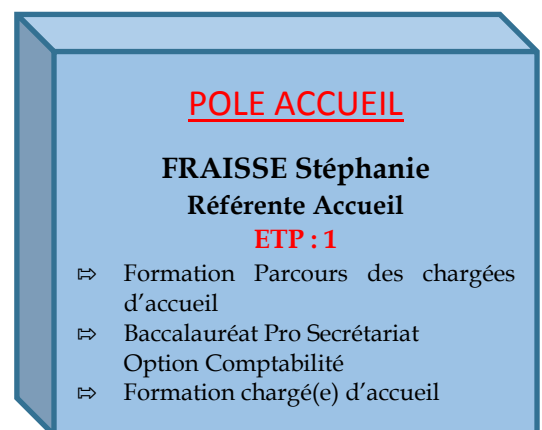 POLE ACCUEIL
FRAISSE Stéphanie
Référente Accueil
ETP : 1
⇨ Formation Parcours des chargées
d’accueil
⇨ Baccalauréat Pro Secrétariat
Option Comptabilité
⇨ Formation chargé(e) d’accueil